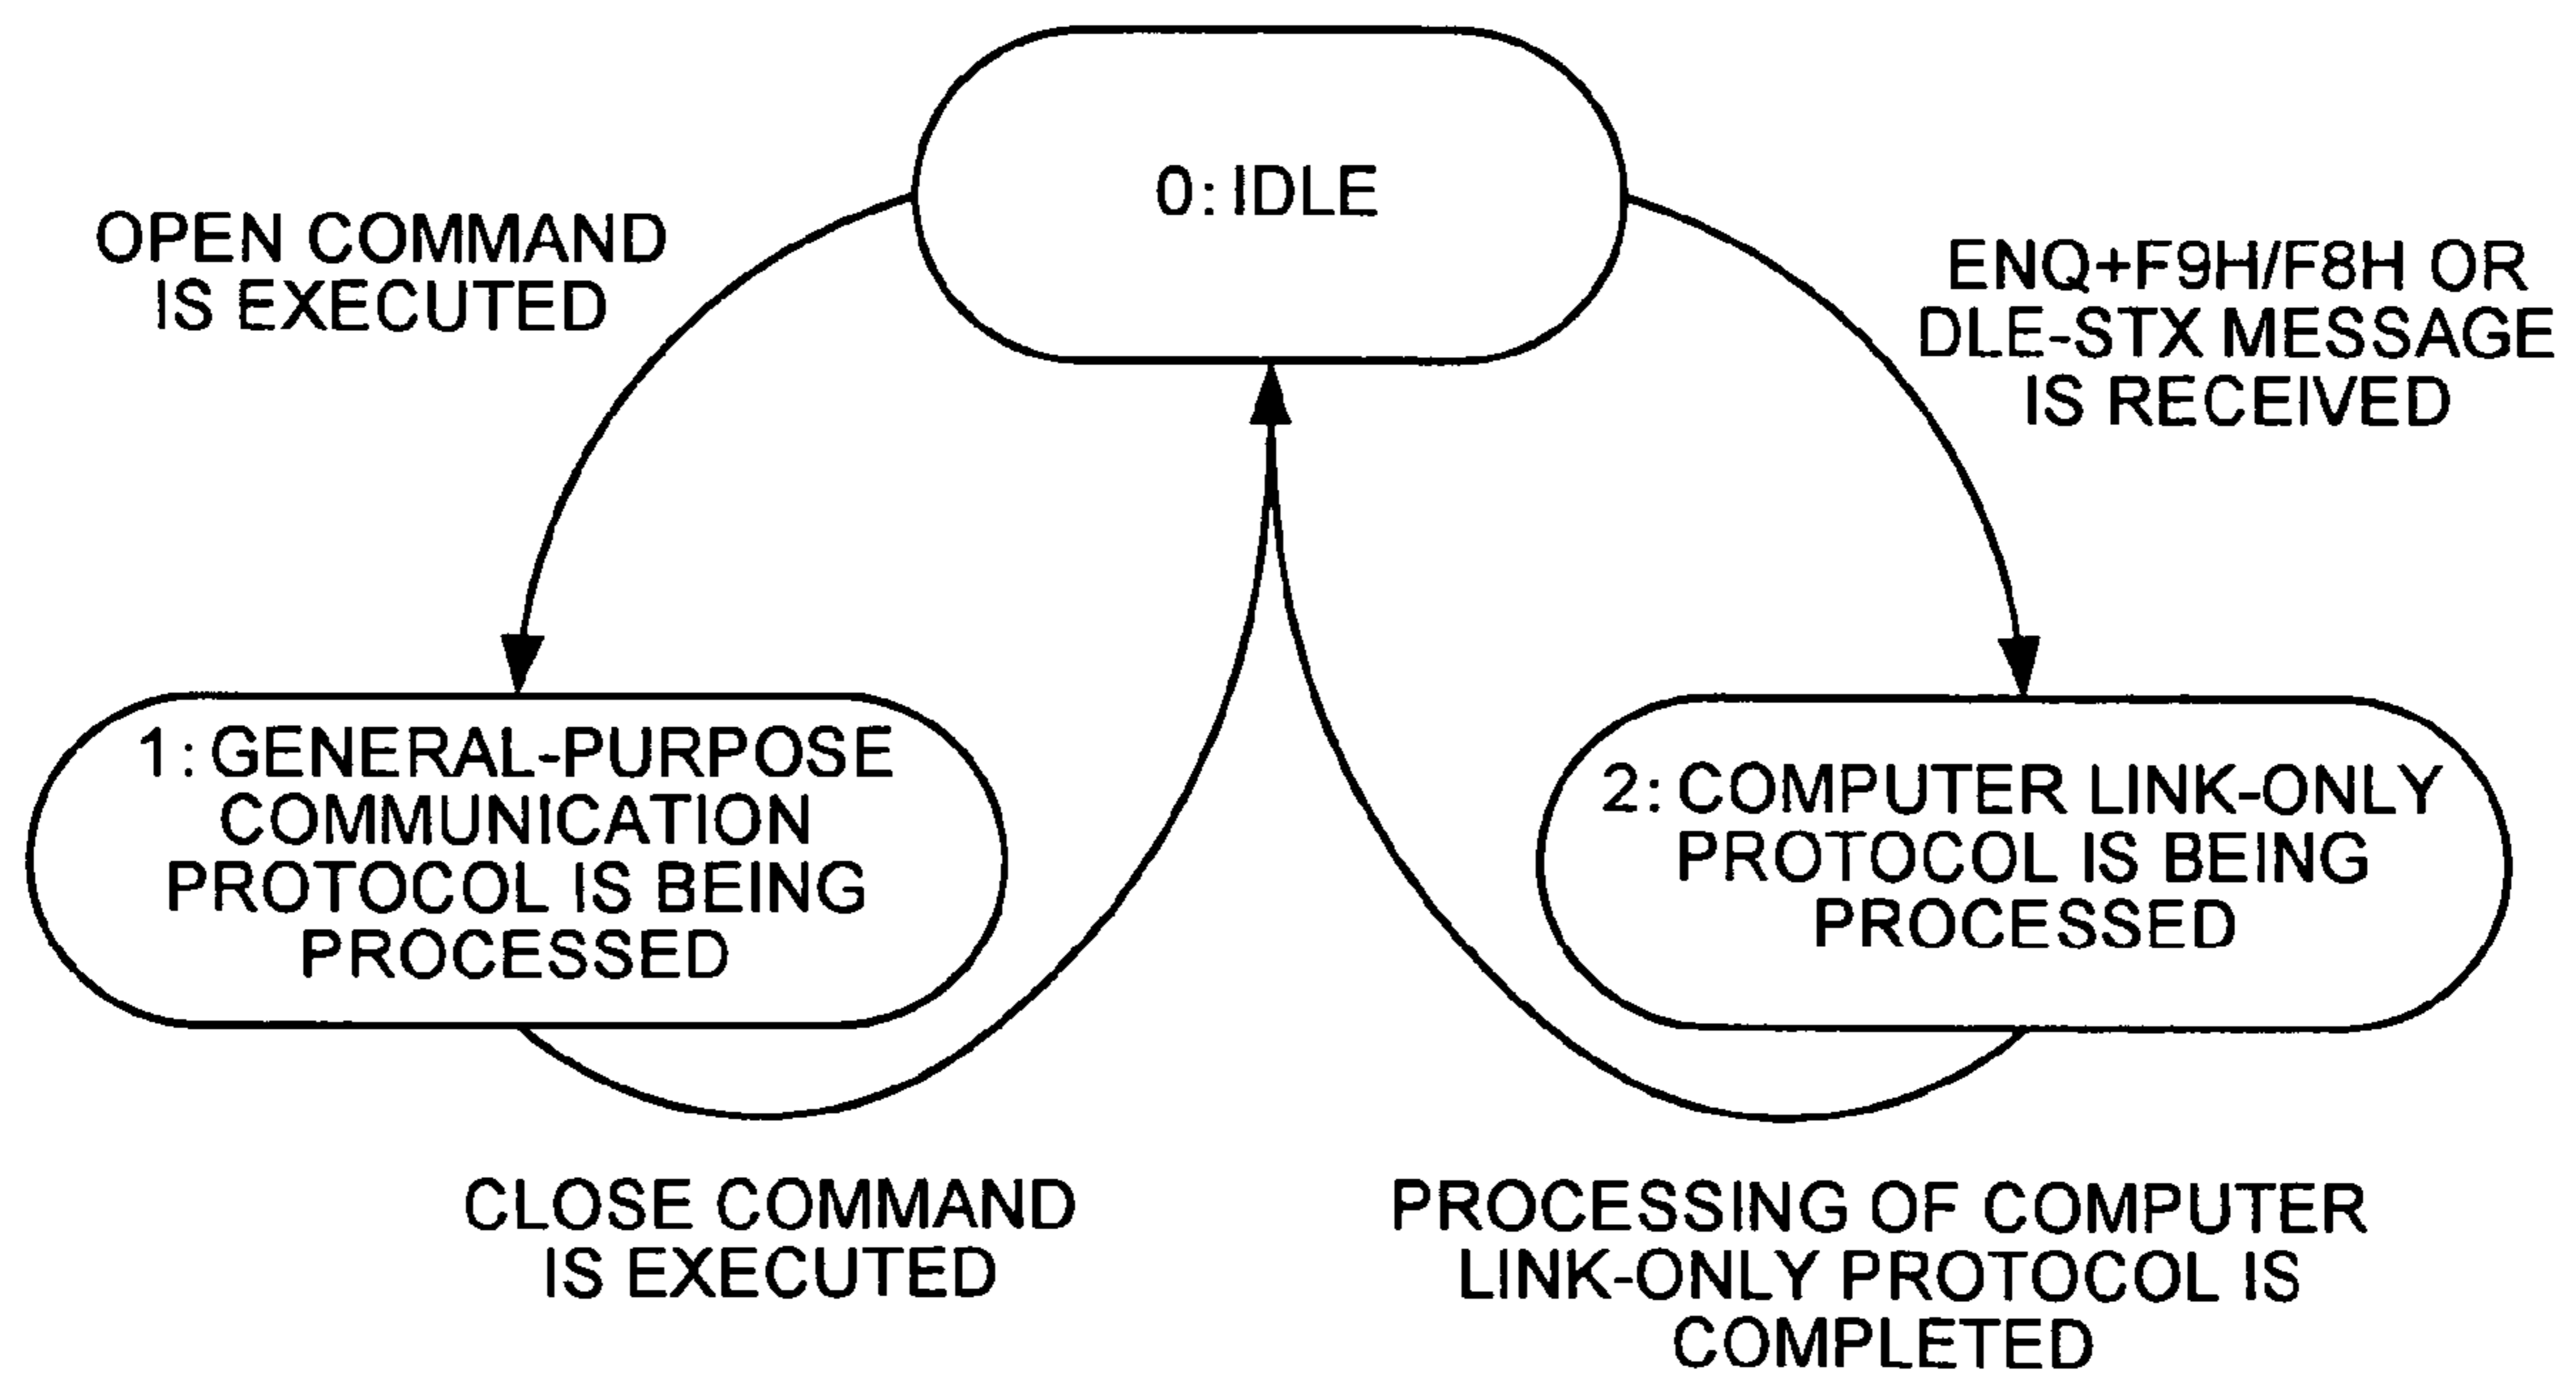 0: IDLE
OPEN COMMAND
IS EXECUTED
ENQ+F9H/F8H OR
DLE-STX MESSAGE
IS RECEIVED
1: GENERAL-PURPOSE
COMMUNICATION
PROTOCOL IS BEING
PROCESSED
2: COMPUTER LINK-ONLY
PROTOCOL IS BEING
PROCESSED
CLOSE COMMAND
IS EXECUTED
PROCESSING OF COMPUTER
LINK-ONLY PROTOCOL IS
COMPLETED